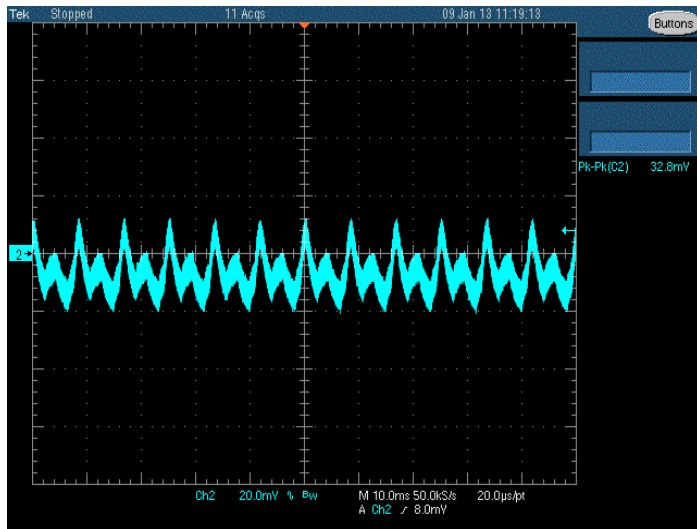 Tek Stopped 11 Acqs 09 Jan 13 11:19:13
Buttons
Pk-Pk(C2) 32.8mV
2
Ch2 20.0mV % Bw M 10.0ms 50.0kS/s 20.0µs/pt
A Ch2 / 8.0mV